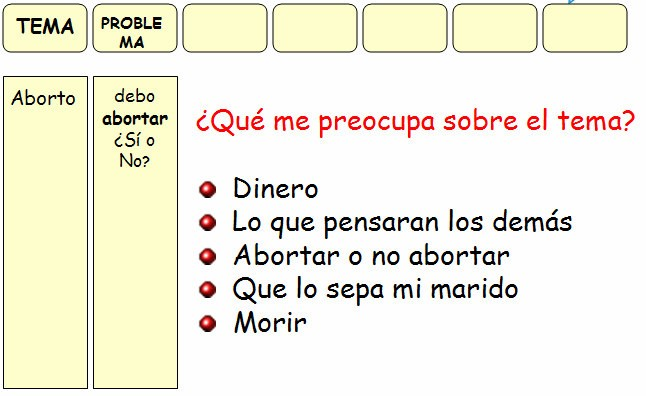 TEMA
PROBLE
MA
Aborto
debo
abortar
¿Sí o
No?
¿Qué me preocupa sobre el tema?
Dinero
Lo que pensaran los demás
Abortar o no abortar
Que lo sepa mi marido
Morir